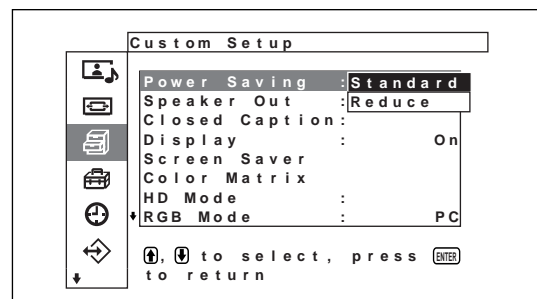 Custom Setup
Power Saving :Standard
Speaker Out :Reduce
Closed Caption:
Display : On
Screen Saver
Color Matrix
HD Mode :
RGB Mode : PC
↑, ↓ to select, press ENTER
to return